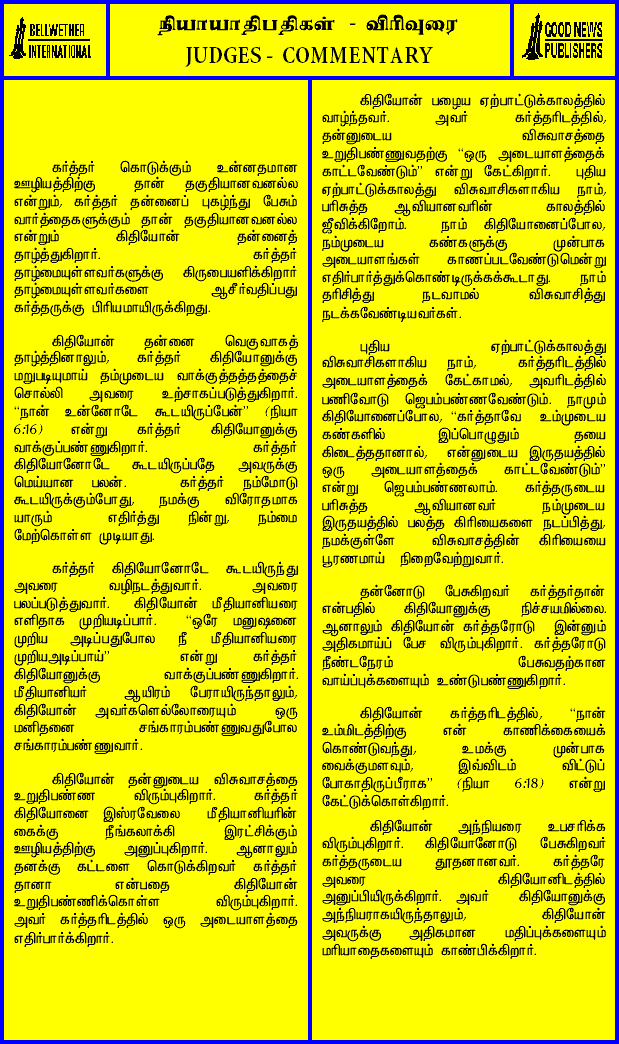 BELLWETHER
INTERNATIONAL
நியாயாதிபதிகள் - விரிவுரை
JUDGES - COMMENTARY
GOOD NEWS
PUBLISHERS
கர்த்தர் கொடுக்கும் உன்னதமான
ஊழியத்திற்கு தான் தகுதியானவனல்ல
என்றும், கர்த்தர் தன்னைப் புகழ்ந்து பேசும்
வார்த்தைகளுக்கும் தான் தகுதியானவனல்ல
என்றும் கிதியோன் தன்னைத்
தாழ்த்துகிறார். கர்த்தர்
தாழ்மையுள்ளவர்களுக்கு கிருபையளிக்கிறார்
தாழ்மையுள்ளவர்களை ஆசீர்வதிப்பது
கர்த்தருக்கு பிரியமாயிருக்கிறது.
கிதியோன் தன்னை வெகுவாகத்
தாழ்த்தினாலும், கர்த்தர் கிதியோனுக்கு
மறுபடியுமாய் தம்முடைய வாக்குத்தத்தத்தைச்
சொல்லி அவரை உற்சாகப்படுத்துகிறார்.
“நான் உன்னோடே கூடயிருப்பேன்” (நியா
6:16) என்று கர்த்தர் கிதியோனுக்கு
வாக்குப்பண்ணுகிறார். கர்த்தர்
கிதியோனோடே கூடயிருப்பதே அவருக்கு
மெய்யான பலன். கர்த்தர் நம்மோடு
கூடயிருக்கும்போது, நமக்கு விரோதமாக
யாரும் எதிர்த்து நின்று, நம்மை
மேற்கொள்ள முடியாது.
கர்த்தர் கிதியோனோடே கூடயிருந்து
அவரை வழிநடத்துவார். அவரை
பலப்படுத்துவார். கிதியோன் மீதியானியரை
எளிதாக முறியடிப்பார். “ஒரே மனுஷனை
முறிய அடிப்பதுபோல நீ மீதியானியரை
முறியஅடிப்பாய்” என்று கர்த்தர்
கிதியோனுக்கு வாக்குப்பண்ணுகிறார்.
மீதியானியர் ஆயிரம் பேராயிருந்தாலும்,
கிதியோன் அவர்களெல்லோரையும் ஒரு
மனிதனை சங்காரம்பண்ணுவதுபோல
சங்காரம்பண்ணுவார்.
கிதியோன் தன்னுடைய விசுவாசத்தை
உறுதிபண்ண விரும்புகிறார். கர்த்தர்
கிதியோனை இஸ்ரவேலை மீதியானியரின்
கைக்கு நீங்கலாக்கி இரட்சிக்கும்
ஊழியத்திற்கு அனுப்புகிறார். ஆனாலும்
தனக்கு கட்டளை கொடுக்கிறவர் கர்த்தர்
தானா என்பதை கிதியோன்
உறுதிபண்ணிக்கொள்ள விரும்புகிறார்.
அவர் கர்த்தரிடத்தில் ஒரு அடையாளத்தை
எதிர்பார்க்கிறார்.
கிதியோன் பழைய ஏற்பாட்டுக்காலத்தில்
வாழ்ந்தவர். அவர் கர்த்தரிடத்தில்,
தன்னுடைய விசுவாசத்தை
உறுதிபண்ணுவதற்கு “ஒரு அடையாளத்தைக்
காட்டவேண்டும்” என்று கேட்கிறார். புதிய
ஏற்பாட்டுக்காலத்து விசுவாசிகளாகிய நாம்,
பரிசுத்த ஆவியானவரின் காலத்தில்
ஜீவிக்கிறோம். நாம் கிதியோனைப்போல,
நம்முடைய கண்களுக்கு முன்பாக
அடையாளங்கள் காணப்படவேண்டுமென்று
எதிர்பார்த்துக்கொண்டிருக்கக்கூடாது. நாம்
தரிசித்து நடவாமல் விசுவாசித்து
நடக்கவேண்டியவர்கள்.
புதிய ஏற்பாட்டுக்காலத்து
விசுவாசிகளாகிய நாம், கர்த்தரிடத்தில்
அடையாளத்தைக் கேட்காமல், அவரிடத்தில்
பணிவோடு ஜெபம்பண்ணவேண்டும். நாமும்
கிதியோனைப்போல, “கர்த்தாவே உம்முடைய
கண்களில் இப்பொழுதும் தயை
கிடைத்ததானால், என்னுடைய இருதயத்தில்
ஒரு அடையாளத்தைக் காட்டவேண்டும்”
என்று ஜெபம்பண்ணலாம். கர்த்தருடைய
பரிசுத்த ஆவியானவர் நம்முடைய
இருதயத்தில் பலத்த கிரியைகளை நடப்பித்து,
நமக்குள்ளே விசுவாசத்தின் கிரியையை
பூரணமாய் நிறைவேற்றுவார்.
தன்னோடு பேசுகிறவர் கர்த்தர்தான்
என்பதில் கிதியோனுக்கு நிச்சயமில்லை.
ஆனாலும் கிதியோன் கர்த்தரோடு இன்னும்
அதிகமாய்ப் பேச விரும்புகிறார். கர்த்தரோடு
நீண்டநேரம் பேசுவதற்கான
வாய்ப்புக்களையும் உண்டுபண்ணுகிறார்.
கிதியோன் கர்த்தரிடத்தில், “நான்
உம்மிடத்திற்கு என் காணிக்கையைக்
கொண்டுவந்து, உமக்கு முன்பாக
வைக்குமளவும், இவ்விடம் விட்டுப்
போகாதிருப்பீராக” (நியா 6:18) என்று
கேட்டுக்கொள்கிறார்.
கிதியோன் அந்நியரை உபசரிக்க
விரும்புகிறார். கிதியோனோடு பேசுகிறவர்
கர்த்தருடைய தூதனானவர். கர்த்தரே
அவரை கிதியோனிடத்தில்
அனுப்பியிருக்கிறார். அவர் கிதியோனுக்கு
அந்நியராகயிருந்தாலும், கிதியோன்
அவருக்கு அதிகமான மதிப்புக்களையும்
மரியாதைகளையும் காண்பிக்கிறார்.